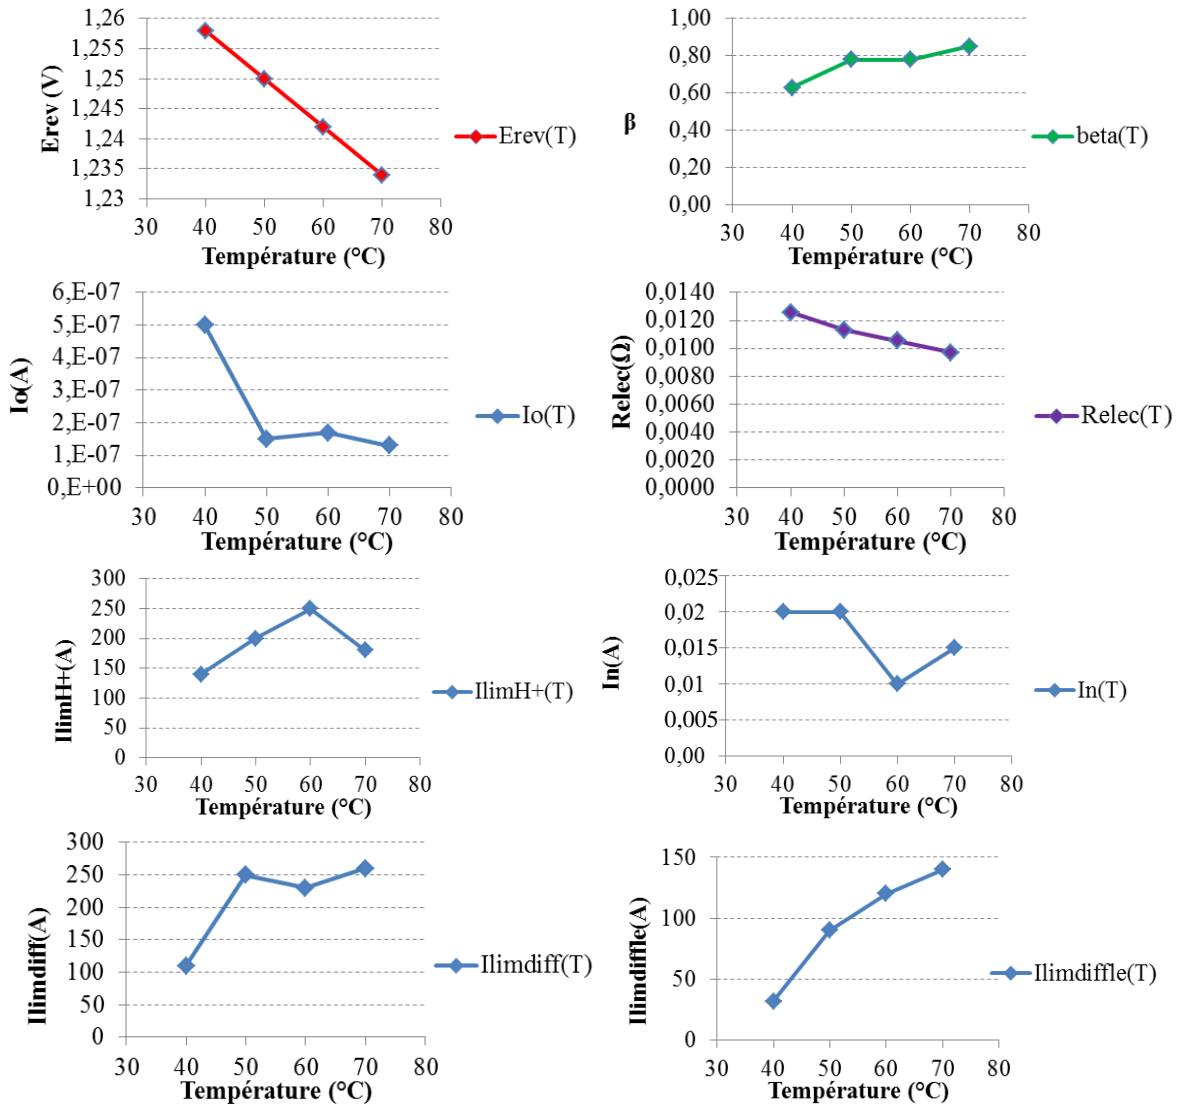 1,26
1,255
1,25
1,245
1,24
1,235
1,23
Erev (V)
30 40 50 60 70 80
Température (°C)
Erev(T)
1,00
0,80
0,60
0,40
0,20
0,00
β
30 40 50 60 70 80
Température (°C)
beta(T)
6,E-07
5,E-07
4,E-07
3,E-07
2,E-07
1,E-07
0,E+00
Io(A)
30 40 50 60 70 80
Température (°C)
Io(T)
0,0140
0,0120
0,0100
0,0080
0,0060
0,0040
0,0020
0,0000
Relec(Ω)
30 40 50 60 70 80
Température (°C)
Relec(T)
300
250
200
150
100
50
0
IlimH+(A)
30 40 50 60 70 80
Température (°C)
IlimH+(T)
0,025
0,02
0,015
0,01
0,005
0,00
In(A)
30 40 50 60 70 80
Température (°C)
In(T)
300
250
200
150
100
50
0
Ilimdiff(A)
30 40 50 60 70 80
Température (°C)
Ilimdiff(T)
150
100
50
0
Ilimdiffle(A)
30 40 50 60 70 80
Température (°C)
Ilimdiffle(T)